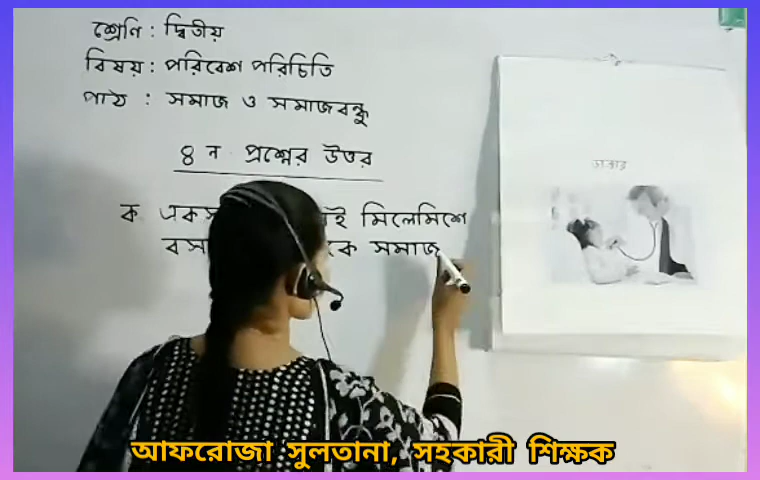 শ্রেণি : দ্বিতীয়
বিষয় : পরিবেশ পরিচিতি
পাঠ : সমাজ ও সমাজবন্ধু
৪ ন. প্রশ্নের উত্তর
ক মিলেমিশে
সমাজ
ডাক্তার
আফরোজা সুলতানা, সহকারী শিক্ষক